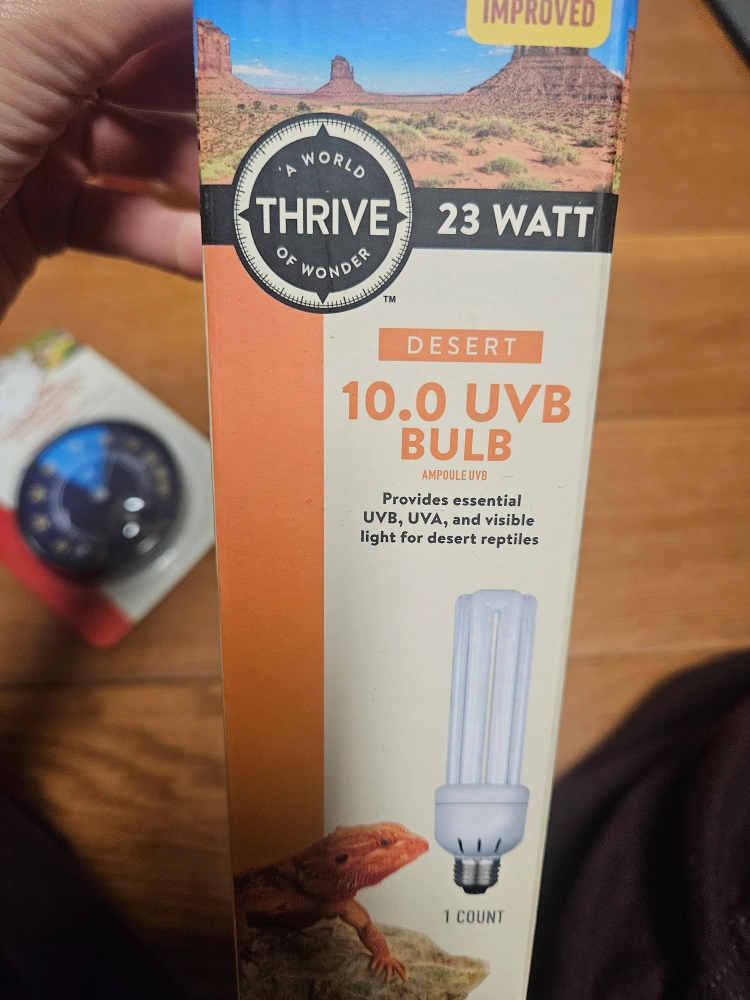 IMPROVED
'A WORLD
THRIVE
OF WONDER
TM
23 WATT
DESERT
10.0 UVB
BULB
AMPOULE UVB
Provides essential
UVB, UVA, and visible
light for desert reptiles
1 COUNT